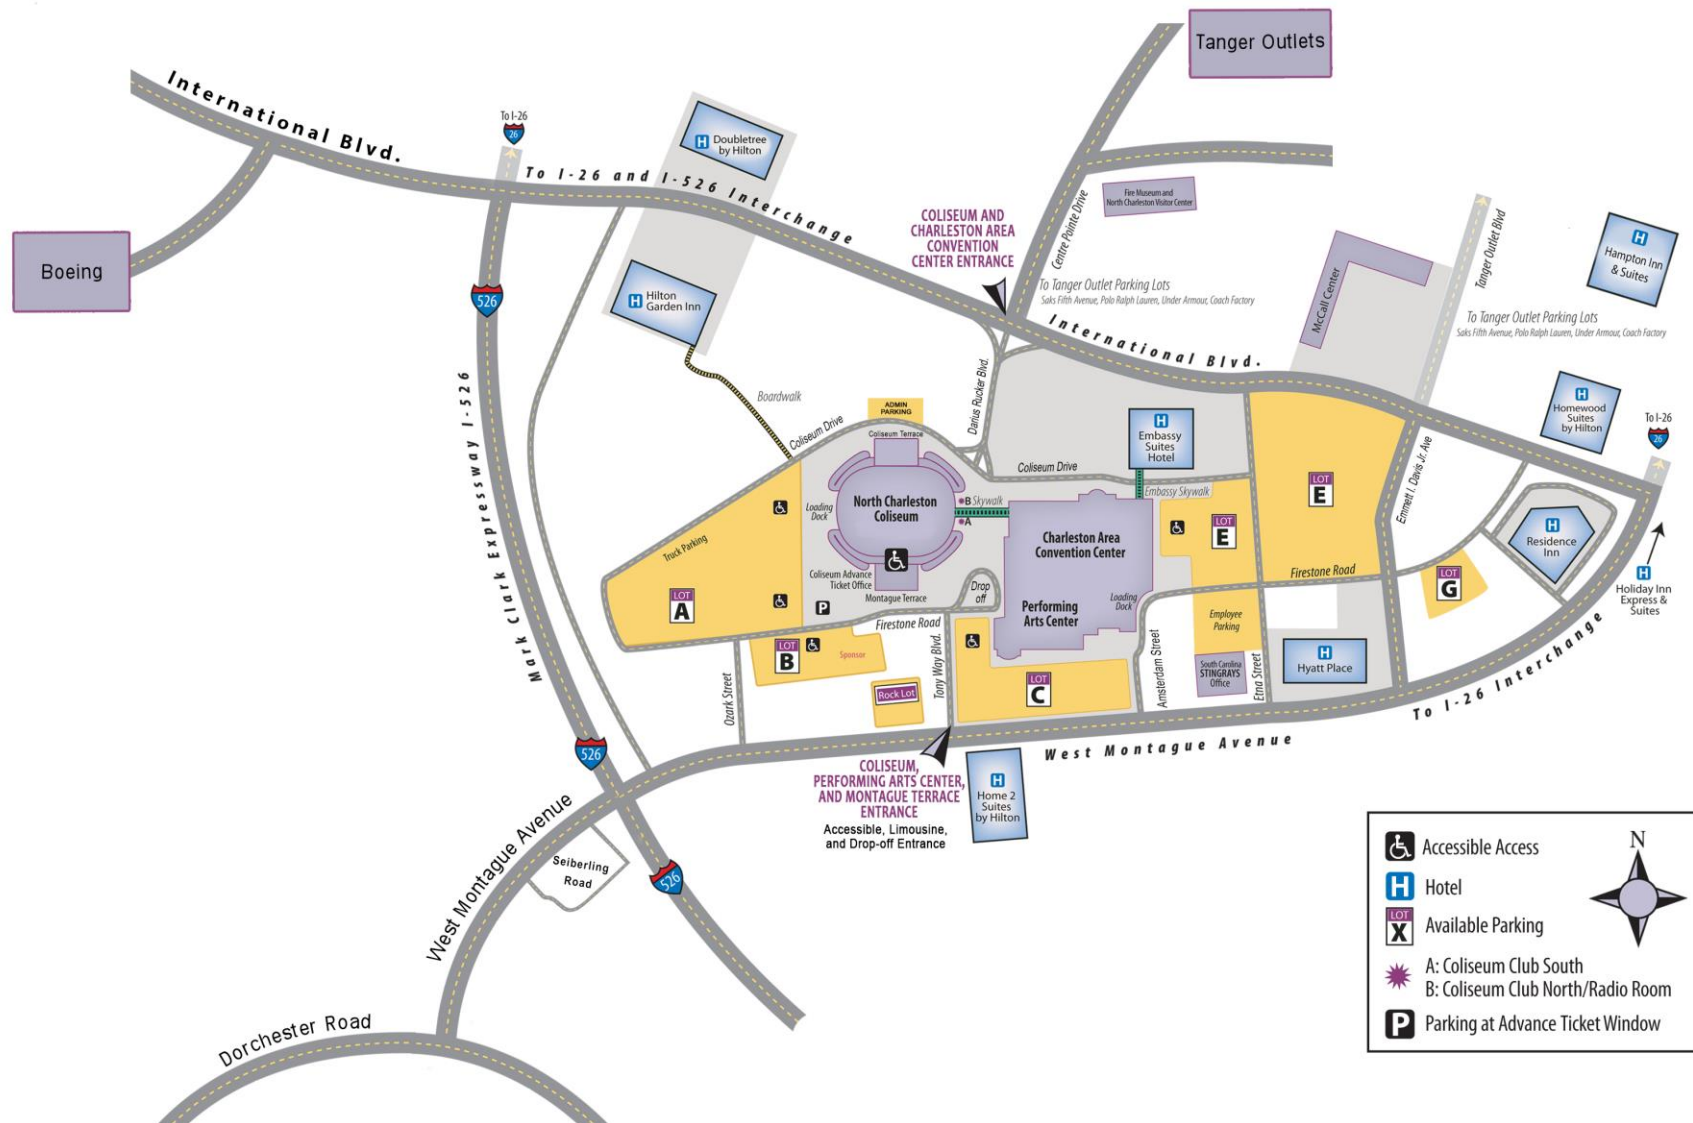 Tanger Outlets
International Blvd.
To I-26
26
To I-26 and I-526 Interchange
H Doubletree
by Hilton
Boeing
526
H Hilton
Garden Inn
COLISEUM AND
CHARLESTON AREA
CONVENTION
CENTER ENTRANCE
Centre Pointe Drive
Fire Museum and
North Charleston Visitor Center
To Tanger Outlet Parking Lots
Saks Fifth Avenue, Polo Ralph Lauren, Under Armour, Coach Factory
International Blvd.
McCall Center
Tanger Outlet Blvd
H
Hampton Inn
& Suites
To Tanger Outlet Parking Lots
Saks Fifth Avenue, Polo Ralph Lauren, Under Armour, Coach Factory
H
Homewood
Suites
by Hilton
To I-26
26
Mark Clark Expressway I-526
Boardwalk
Coliseum Drive
ADMIN
PARKING
Coliseum Terrace
Darius Rucker Blvd.
Coliseum Drive
H
Embassy
Suites
Hotel
Embassy Skywalk
North Charleston
Coliseum
Loading
Dock
B Skywalk
A
Charleston Area
Convention Center
Performing
Arts Center
Loading
Dock
Truck Parking
LOT
A
Coliseum Advance
Ticket Office
Montague Terrace
P
Drop
off
Firestone Road
LOT
E
LOT
E
Emmett I. Davis Jr. Ave
Firestone Road
LOT
G
H
Residence
Inn
H
Holiday Inn
Express &
Suites
LOT
B
Sponsor
Rock Lot
Ozark Street
Tony Way Blvd.
LOT
C
Amsterdam Street
Employee
Parking
South Carolina
STINGRAYS
Office
Etna Street
H
Hyatt Place
To I-26 Interchange
West Montague Avenue
526
COLISEUM,
PERFORMING ARTS CENTER,
AND MONTAGUE TERRACE
ENTRANCE
Accessible, Limousine,
and Drop-off Entrance
H
Home 2
Suites
by Hilton
West Montague Avenue
Seiberling
Road
526
Dorchester Road
N
Accessible Access
H Hotel
LOT
X Available Parking
A: Coliseum Club South
B: Coliseum Club North/Radio Room
P Parking at Advance Ticket Window